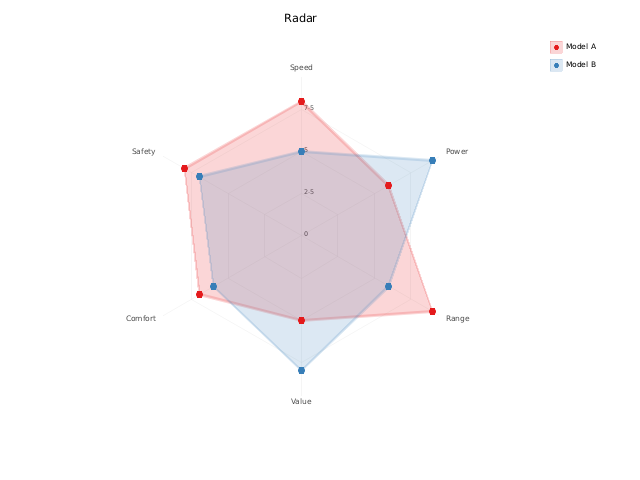 Radar
Model A
Model B
Speed
7.5
Safety
Power
5
2.5
0
Comfort
Range
Value